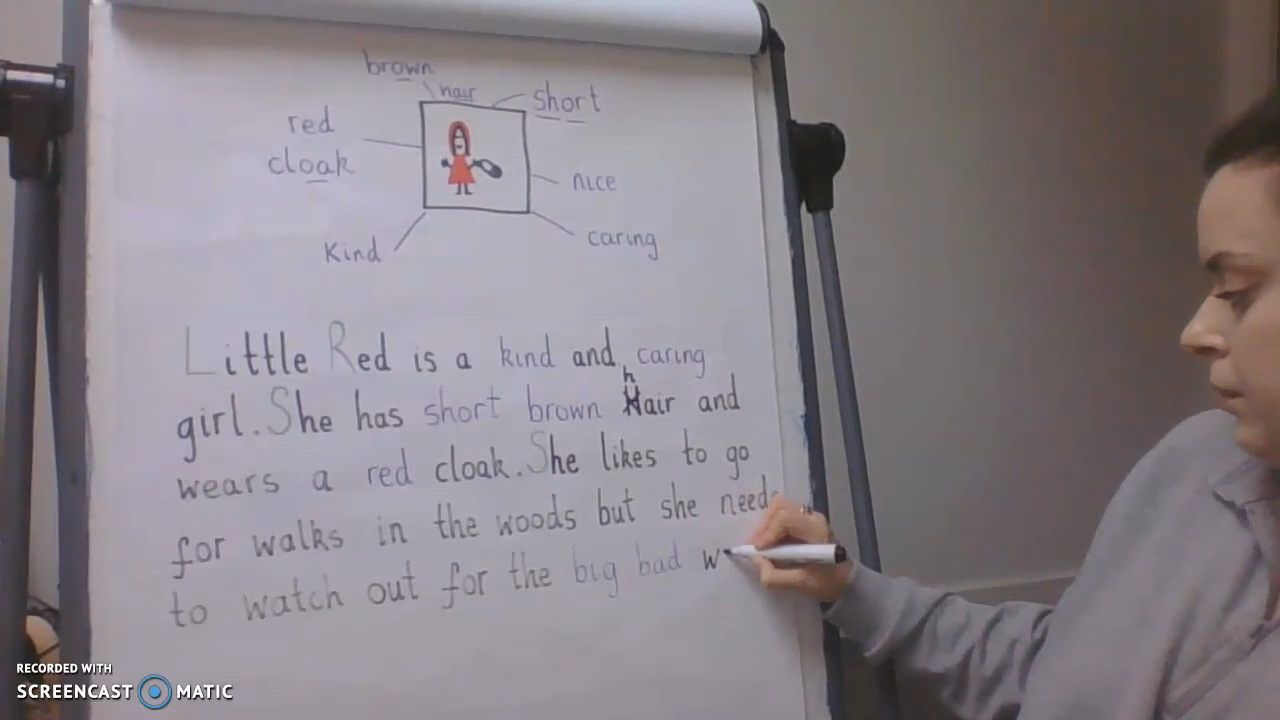 brown
hair
short
red
cloak
nice
Kind
caring
Little Red is a kind and caring
girl. She has short brown hair and
wears a red cloak. She likes to go
for walks in the woods but she needs
to watch out for the big bad w
RECORDED WITH
SCREENCAST MATIC